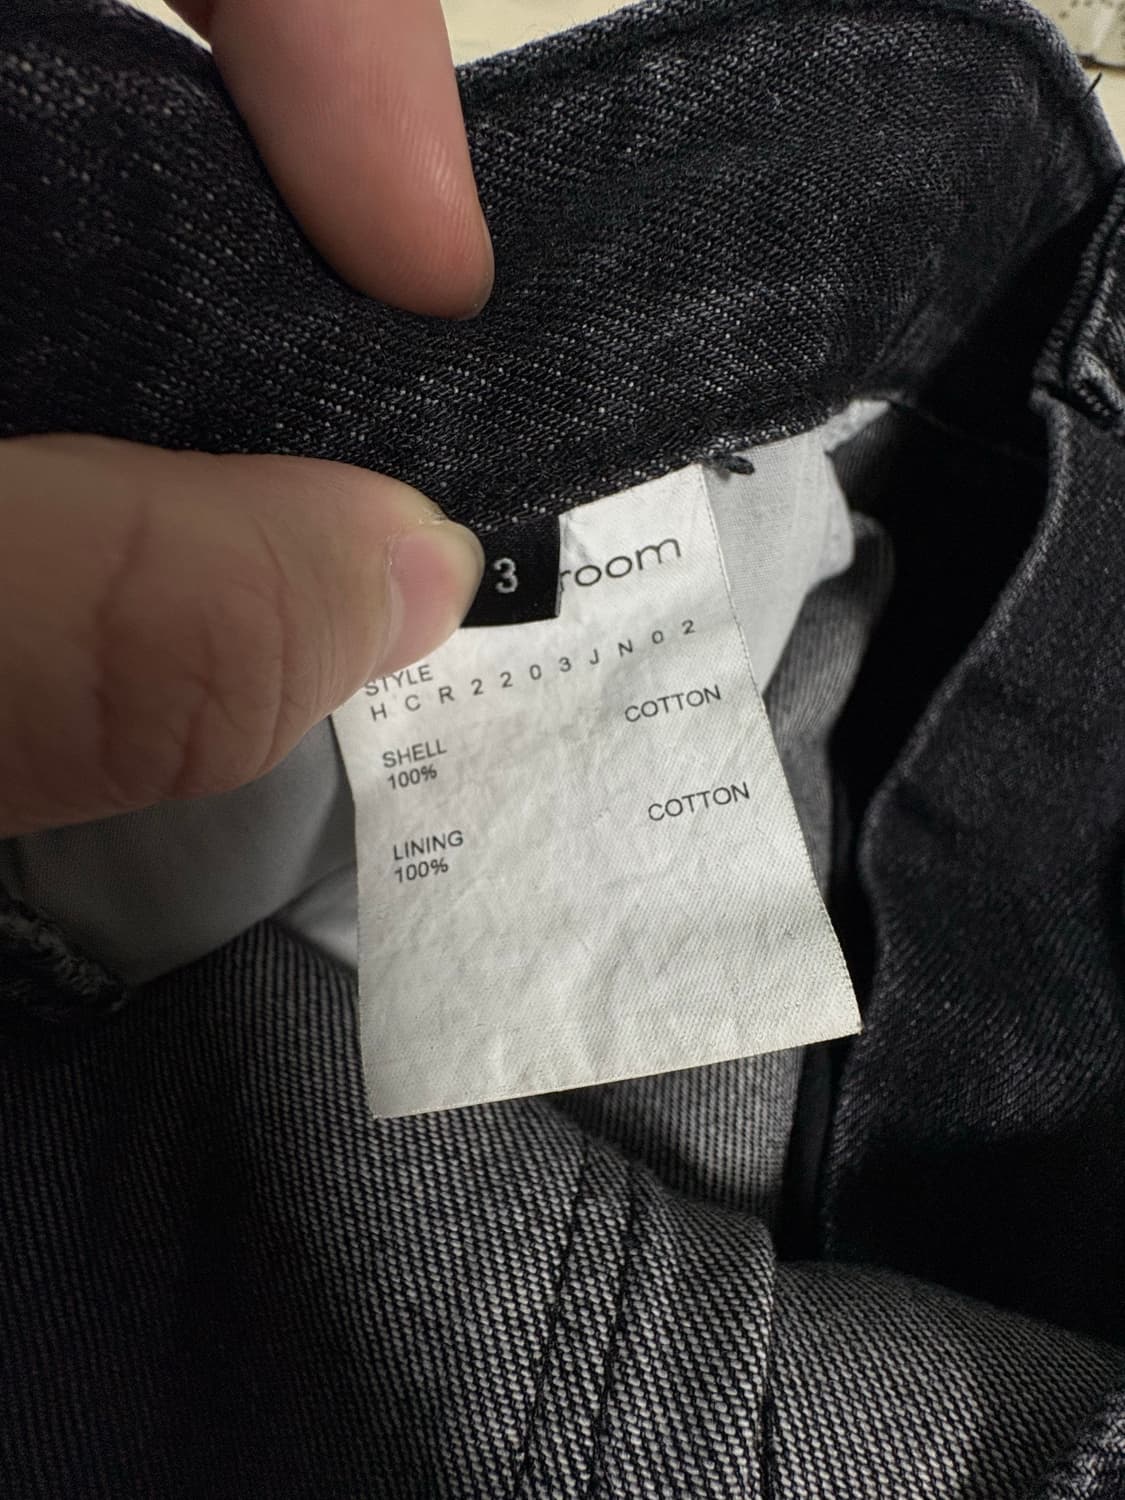 3
room
STYLE
H C R 2 2 0 3 J N 0 2
SHELL
100% COTTON
LINING
100% COTTON